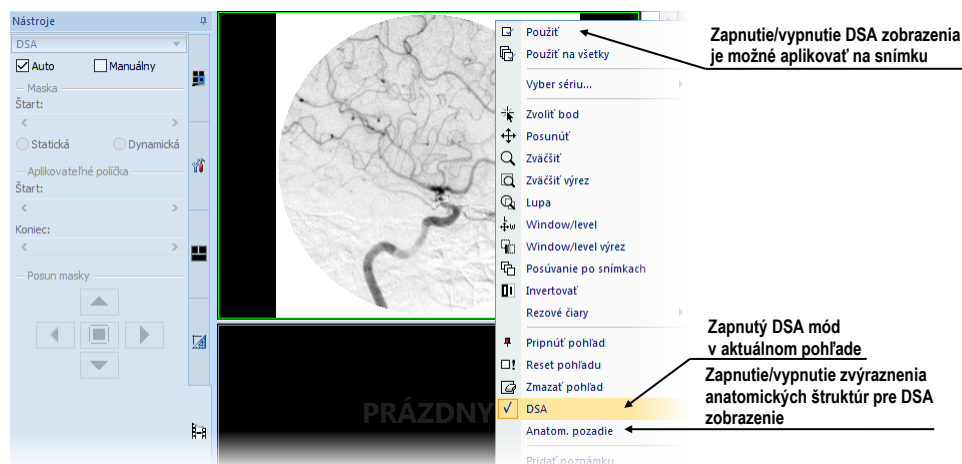 Nástroje
DSA
Auto
Manuálny
Maska
Štart:
Statická
Dynamická
Aplikovateľné políčka
Štart:
Koniec:
Posun masky
PRÁZDNY
Použiť
Použiť na všetky
Vyber sériu...
Zvoliť bod
Posunúť
Zväčšiť
Zväčšiť výrez
Lupa
Window/level
Window/level výrez
Posúvanie po snímkach
Invertovať
Rezové čiary
Pripnúť pohľad
Reset pohľadu
Zmazať pohľad
DSA
Anatom. pozadie
Pridať poznámku
Zapnutie/vypnutie DSA zobrazenia
je možné aplikovať na snímku
Zapnutý DSA mód
v aktuálnom pohľade
Zapnutie/vypnutie zvýraznenia
anatomických štruktúr pre DSA
zobrazenie